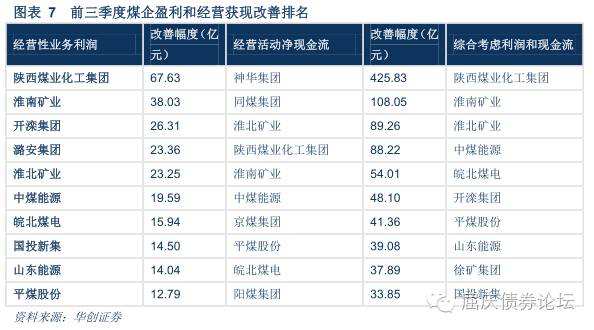 图表 7 前三季度煤企盈利和经营获现改善排名
经营性业务利润 改善幅度（亿元） 经营活动净现金流 改善幅度（亿元） 综合考虑利润和现金流
陕西煤业化工集团 67.63 神华集团 425.83 陕西煤业化工集团
淮南矿业 38.03 同煤集团 108.05 淮南矿业
开滦集团 26.31 淮北矿业 89.26 淮北矿业
潞安集团 23.36 陕西煤业化工集团 88.22 中煤能源
淮北矿业 23.25 淮南矿业 54.01 皖北煤电
中煤能源 19.59 中煤能源 48.10 开滦集团
皖北煤电 15.94 京煤集团 41.36 平煤股份
国投新集 14.50 平煤股份 39.08 山东能源
山东能源 14.04 皖北煤电 37.89 徐矿集团
平煤股份 12.79 阳煤集团 33.85 国投新集
屈庆债券论坛
资料来源：华创证券